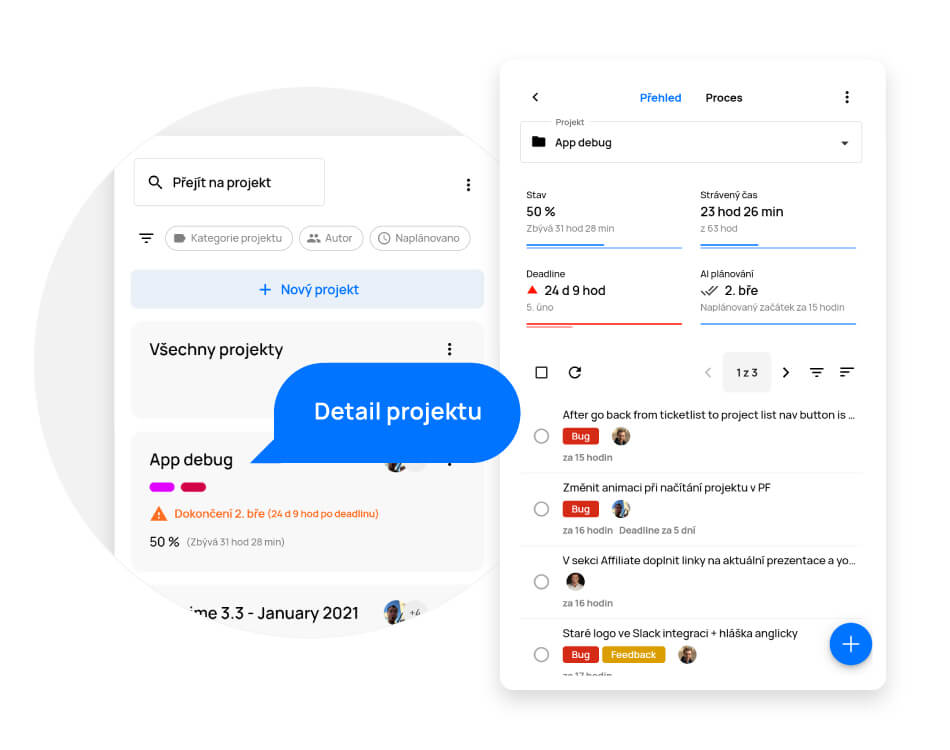 Přejít na projekt
Kategorie projektu
Autor
Naplánováno
+ Nový projekt
Všechny projekty
Detail projektu
App debug
Dokončení 2. bře (24 d 9 hod po deadlinu)
50 % (Zbývá 31 hod 28 min)
ime 3.3 - January 2021
+4
Přehled
Proces
Projekt
App debug
Stav
50 %
Zbývá 31 hod 28 min
Strávený čas
23 hod 26 min
z 63 hod
Deadline
24 d 9 hod
5. úno
AI plánování
2. bře
Naplánovaný začátek za 15 hodin
1 z 3
After go back from ticketlist to project list nav button is ...
Bug
za 15 hodin
Změnit animaci při načítání projektu v PF
Bug
za 16 hodin Deadline za 5 dní
V sekci Affiliate doplnit linky na aktuální prezentace a yo...
za 16 hodin
Staré logo ve Slack integraci + hláška anglicky
Bug Feedback
za 17 hodin